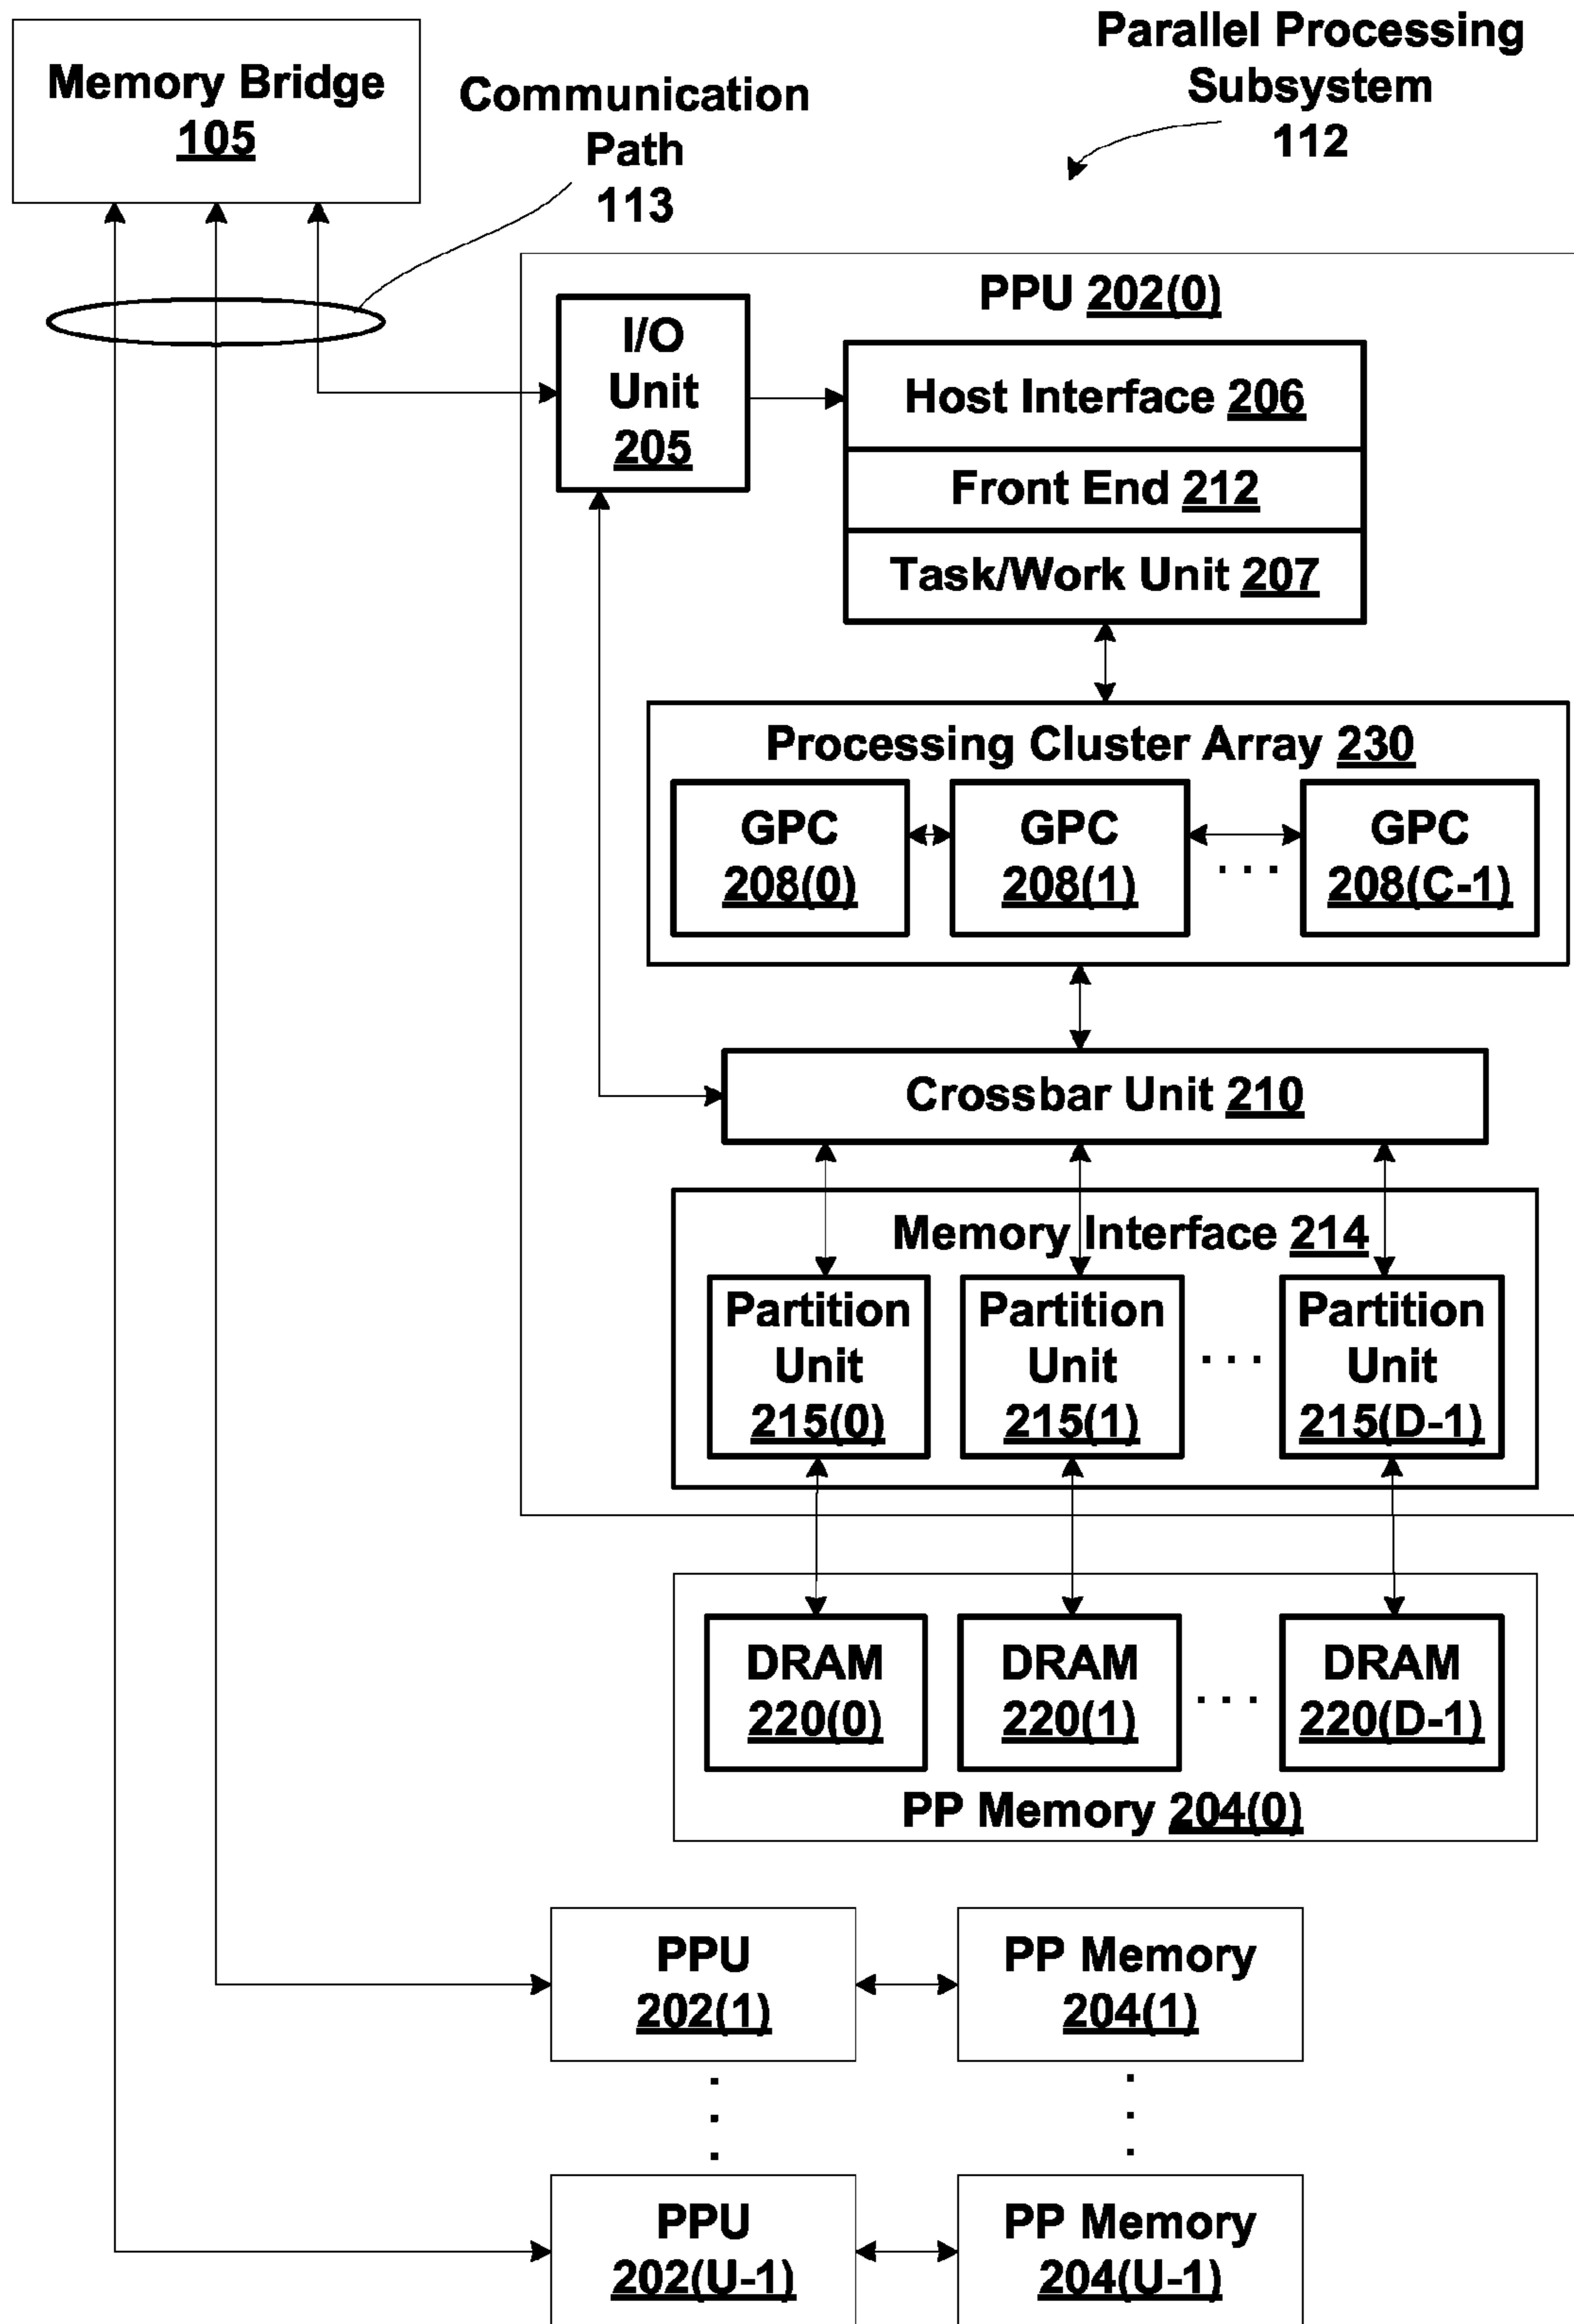 Parallel Processing
Subsystem
112
Memory Bridge
105
Communication
Path
113
PPU 202(0)
I/O
Unit
205
Host Interface 206
Front End 212
Task/Work Unit 207
Processing Cluster Array 230
GPC
208(0)
GPC
208(1)
. . .
GPC
208(C-1)
Crossbar Unit 210
Memory Interface 214
Partition
Unit
215(0)
Partition
Unit
215(1)
. . .
Partition
Unit
215(D-1)
DRAM
220(0)
DRAM
220(1)
. . .
DRAM
220(D-1)
PP Memory 204(0)
PPU
202(1)
PP Memory
204(1)
PPU
202(U-1)
PP Memory
204(U-1)